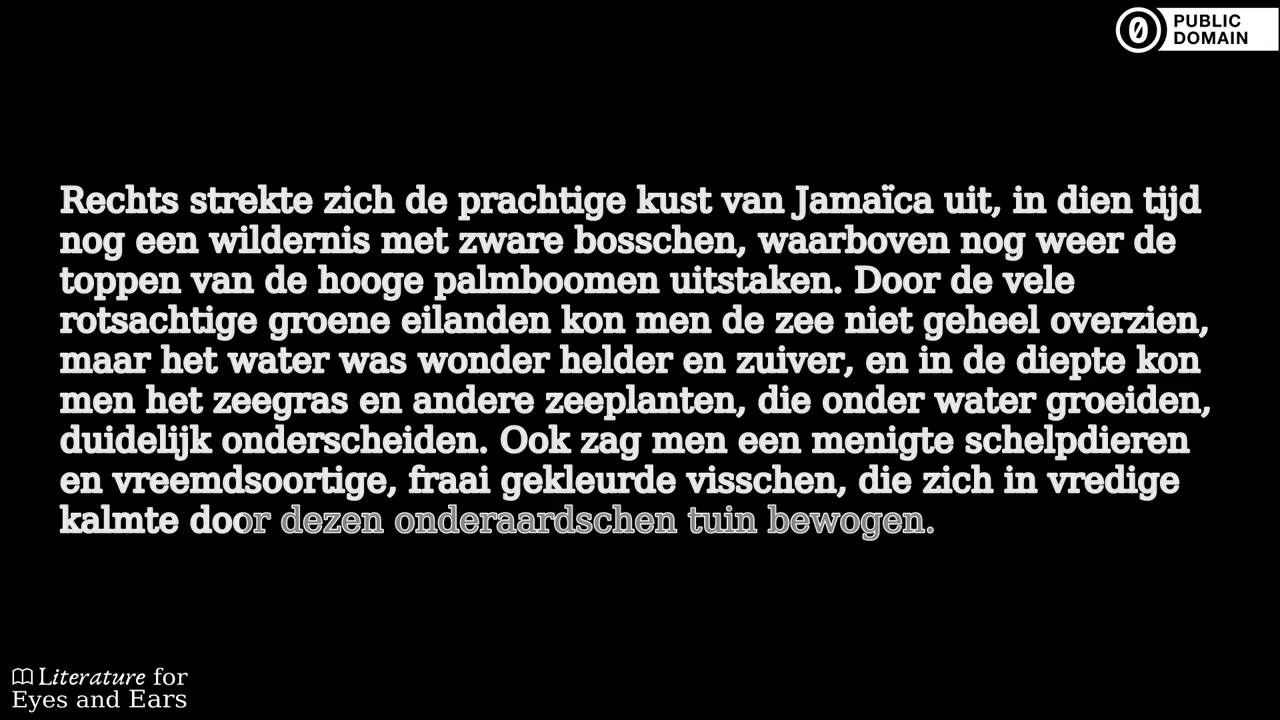 PUBLIC
DOMAIN
Rechts strekte zich de prachtige kust van Jamaïca uit, in dien tijd
nog een wildernis met zware bosschen, waarboven nog weer de
toppen van de hooge palmboomen uitstaken. Door de vele
rotsachtige groene eilanden kon men de zee niet geheel overzien,
maar het water was wonder helder en zuiver, en in de diepte kon
men het zeegras en andere zeeplanten, die onder water groeiden,
duidelijk onderscheiden. Ook zag men een menigte schelpdieren
en vreemdsoortige, fraai gekleurde visschen, die zich in vredige
kalmte door dezen onderaardschen tuin bewogen.
Literature for
Eyes and Ears